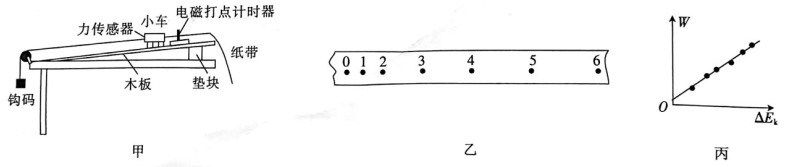 力传感器 小车 电磁打点计时器
纸带
木板 垫块
钩码
甲
0 1 2 3 4 5 6
乙
W
O
ΔEₖ
丙